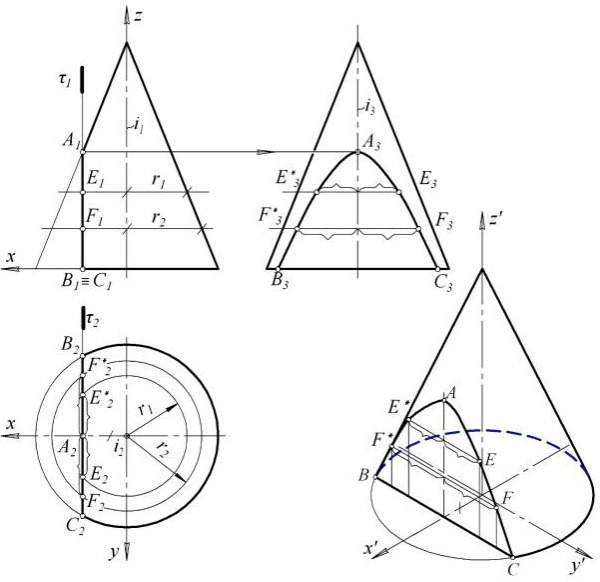 z
τ₁
i₁
i₃
A₁
A₃
E₁
r₁
E*₃
E₃
F₁
r₂
F*₃
F₃
x
B₁≡C₁
B₃
C₃
z′
τ₂
B₂
F*₂
E*₂
r₁
x
A₂
i₂
E₂
r₂
F₂
C₂
y
A
E*
F*
E
B
F
x′
y′
C